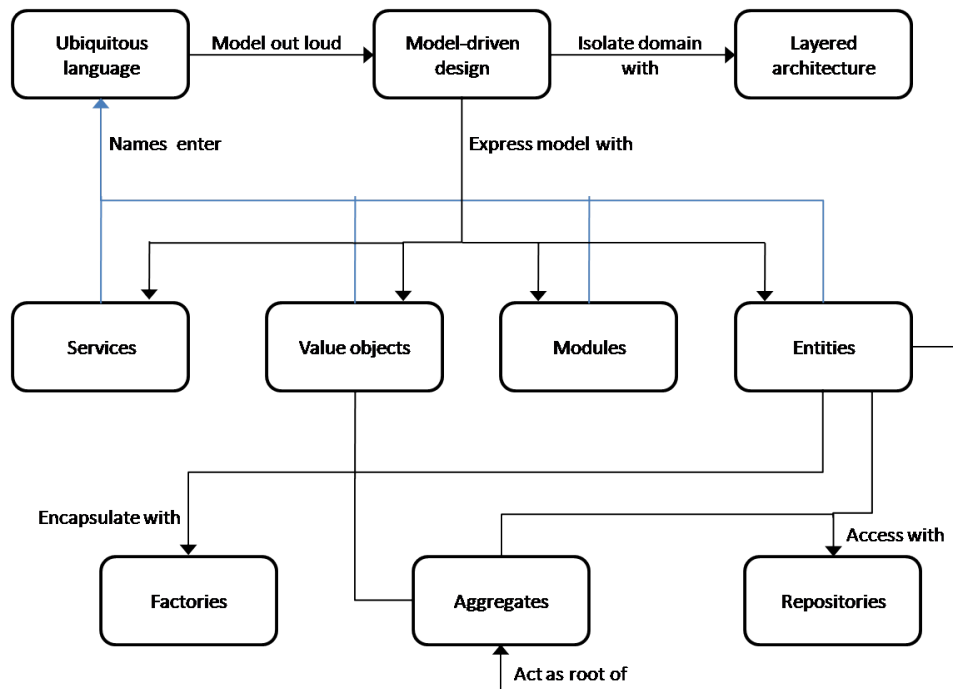 Ubiquitous
language
Model out loud
Model-driven
design
Isolate domain
with
Layered
architecture
Names enter
Express model with
Services
Value objects
Modules
Entities
Encapsulate with
Access with
Factories
Aggregates
Repositories
Act as root of